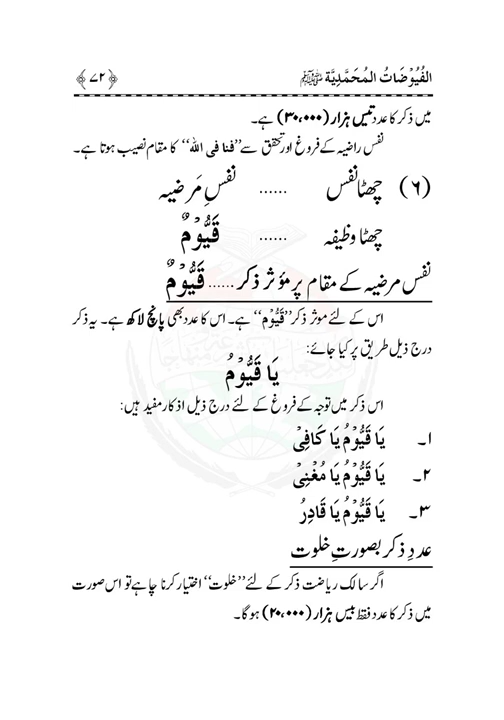 الفُيُوْضَاتُ المُحَمَّدِيَّة ﷺ ﴿۷۲﴾
میں ذکر کا عدد تیس ہزار (۳۰،۰۰۰) ہے۔
نفس راضیہ کے فروغ اور تحقق سے ’’فنا فی اللہ‘‘ کا مقام نصیب ہوتا ہے۔
(۶) چھٹا نفس ...... نفسِ مَرضیہ
چھٹا وظیفہ ...... قَیُّوْمٌ
نفس مرضیہ کے مقام پر مؤثر ذکر ...... قَیُّوْمٌ
اس کے لئے موثر ذکر ’’قَیُّوْم‘‘ ہے۔ اس کا عدد بھی پانچ لاکھ ہے۔ یہ ذکر
درج ذیل طریق پر کیا جائے:
یَا قَیُّوْمُ
اس ذکر میں توجہ کے فروغ کے لئے درج ذیل اذکار مفید ہیں:
۱۔ یَا قَیُّوْمُ یَا کَافِیْ
۲۔ یَا قَیُّوْمُ یَا مُغْنِیْ
۳۔ یَا قَیُّوْمُ یَا قَادِرُ
عددِ ذکر بصورتِ خلوت
اگر سالک ریاضت ذکر کے لئے ’’خلوت‘‘ اختیار کرنا چاہے تو اس صورت
میں ذکر کا عدد فقط بیس ہزار (۲۰،۰۰۰) ہو گا۔